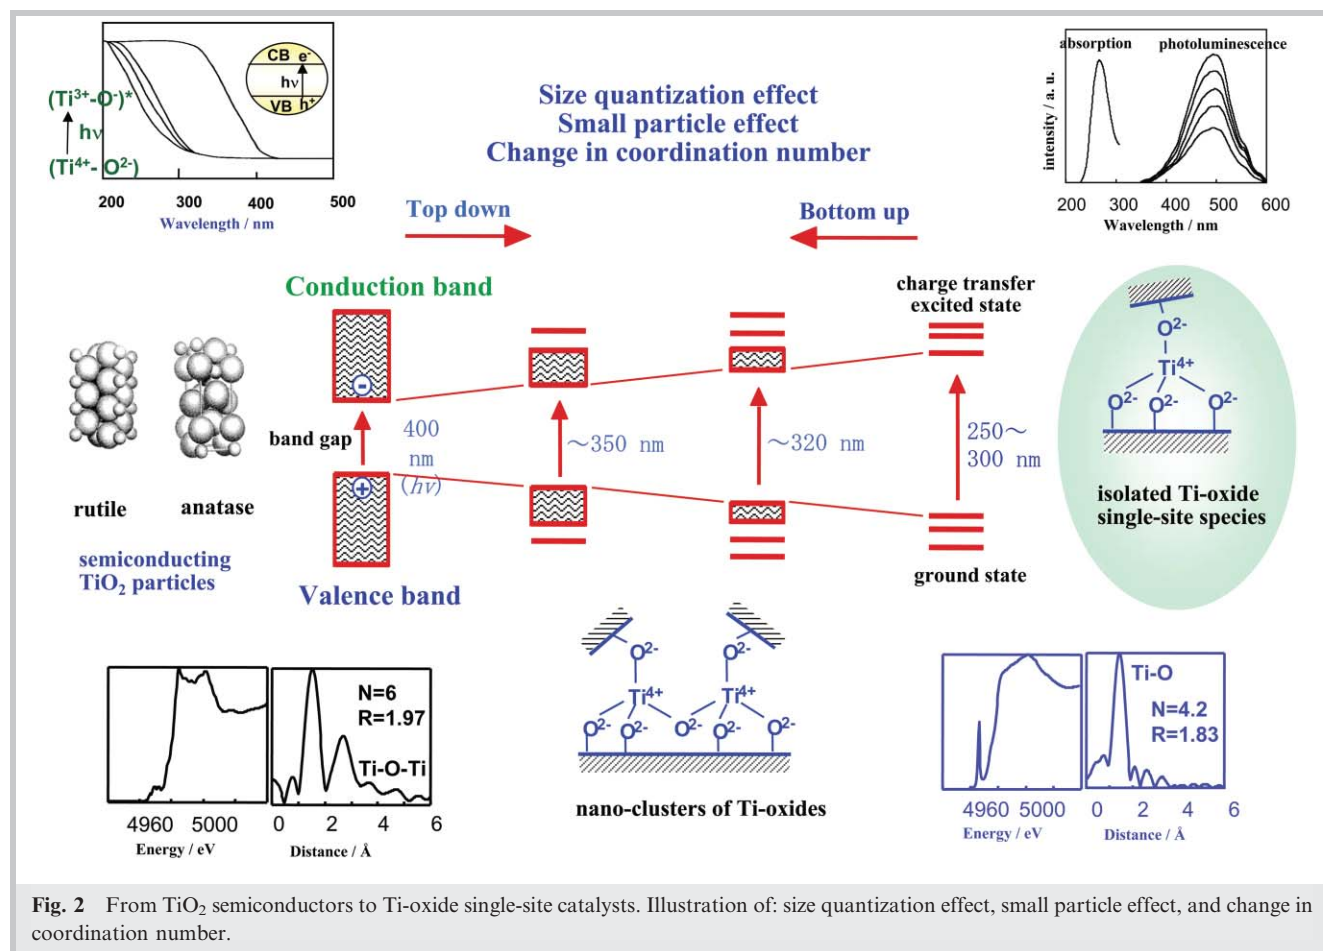 CB e⁻
hν
VB h⁺
(Ti³⁺-O⁻)*
hν
(Ti⁴⁺- O²⁻)
200 300 400 500
Wavelength / nm
Size quantization effect
Small particle effect
Change in coordination number
absorption photoluminescence
intensity / a. u.
200 300 400 500 600
Wavelength / nm
Top down
Bottom up
Conduction band
charge transfer
excited state
-
band gap
400
nm
(hν)
~350 nm
~320 nm
250~
300 nm
+
rutile
anatase
semiconducting
TiO₂ particles
Valence band
ground state
O²⁻
Ti⁴⁺
O²⁻ O²⁻ O²⁻
isolated Ti-oxide
single-site species
N=6
R=1.97
Ti-O-Ti
4960 5000
Energy / eV
0 2 4 6
Distance / Å
O²⁻ O²⁻
Ti⁴⁺ Ti⁴⁺
O²⁻ O²⁻ O²⁻ O²⁻ O²⁻
nano-clusters of Ti-oxides
Ti-O
N=4.2
R=1.83
4960 5000
Energy / eV
0 2 4 6
Distance / Å
Fig. 2 From TiO₂ semiconductors to Ti-oxide single-site catalysts. Illustration of: size quantization effect, small particle effect, and change in
coordination number.